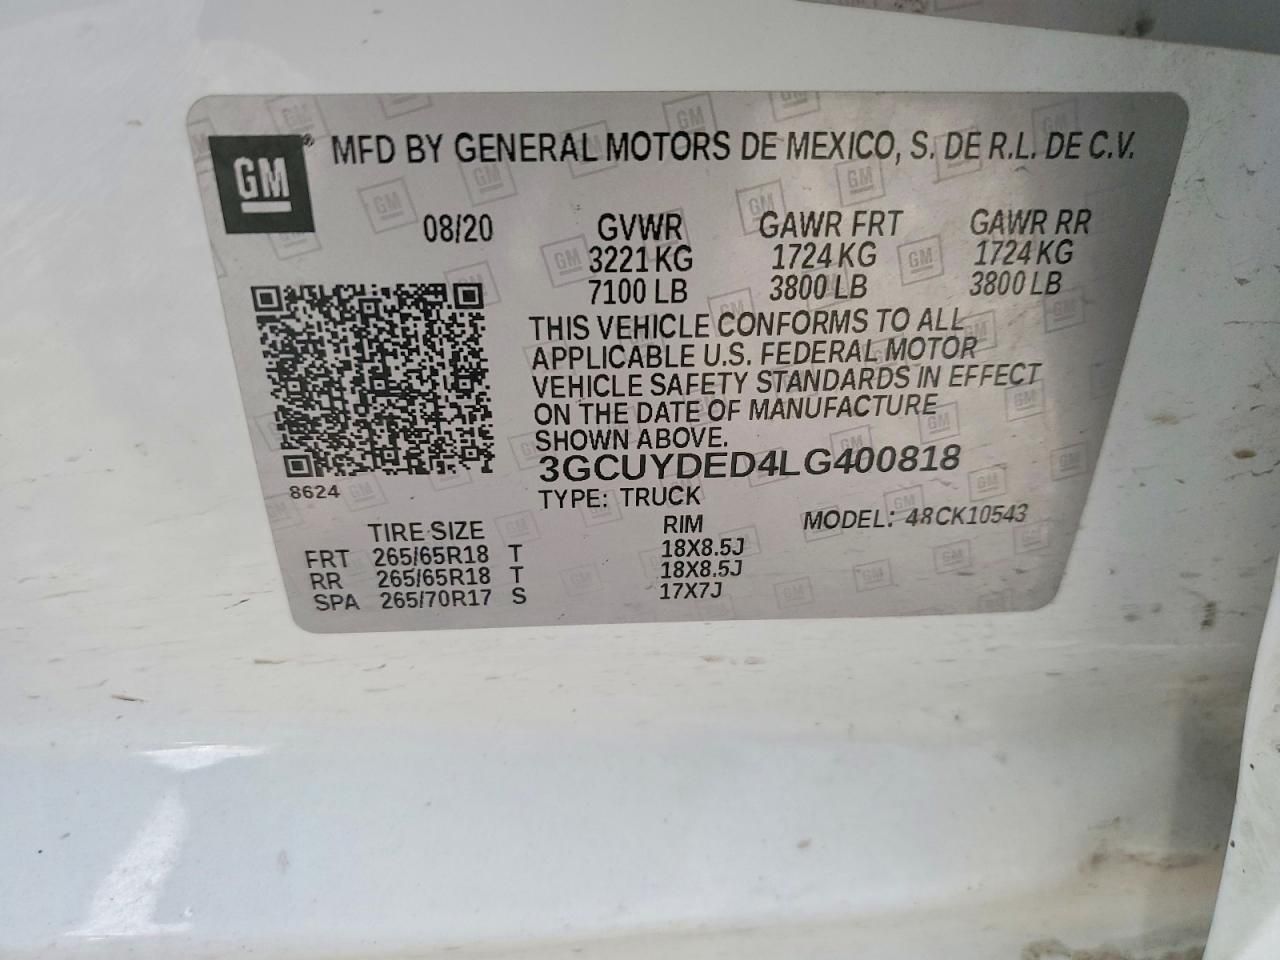 GM® MFD BY GENERAL MOTORS DE MEXICO, S. DE R.L. DE C.V.
08/20 GVWR GAWR FRT GAWR RR
3221 KG 1724 KG 1724 KG
7100 LB 3800 LB 3800 LB
THIS VEHICLE CONFORMS TO ALL
APPLICABLE U.S. FEDERAL MOTOR
VEHICLE SAFETY STANDARDS IN EFFECT
ON THE DATE OF MANUFACTURE
SHOWN ABOVE.
3GCUYDED4LG400818
8624
TYPE: TRUCK
MODEL: 48CK10543
TIRE SIZE RIM
FRT 265/65R18 T 18X8.5J
RR 265/65R18 T 18X8.5J
SPA 265/70R17 S 17X7J